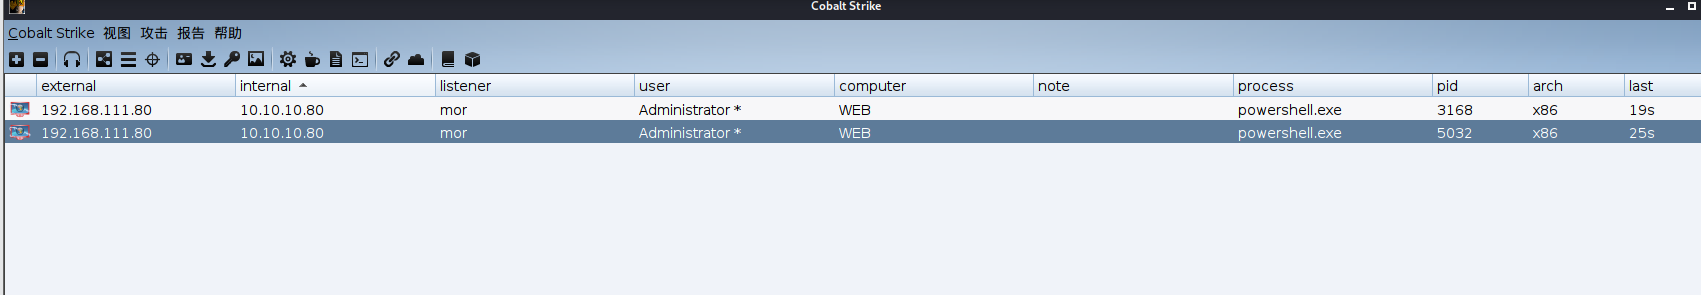 Cobalt Strike
Cobalt Strike 视图 攻击 报告 帮助
external internal listener user computer note process pid arch last
192.168.111.80 10.10.10.80 mor Administrator * WEB powershell.exe 3168 x86 19s
192.168.111.80 10.10.10.80 mor Administrator * WEB powershell.exe 5032 x86 25s